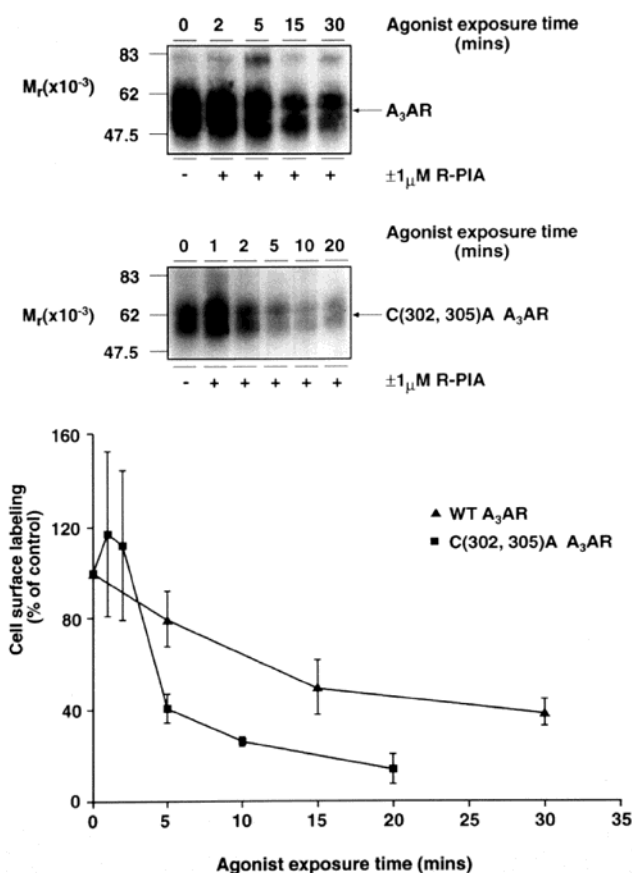 0 2 5 15 30 Agonist exposure time
(mins)
83
Mr(x10-3) 62
A3AR
47.5
- + + + + ±1μM R-PIA
0 1 2 5 10 20 Agonist exposure time
(mins)
83
Mr(x10-3) 62 C(302, 305)A A3AR
47.5
- + + + + + ±1μM R-PIA
160
120
80
40
0
Cell surface labeling
(% of control)
WT A3AR
C(302, 305)A A3AR
0 5 10 15 20 25 30 35
Agonist exposure time (mins)